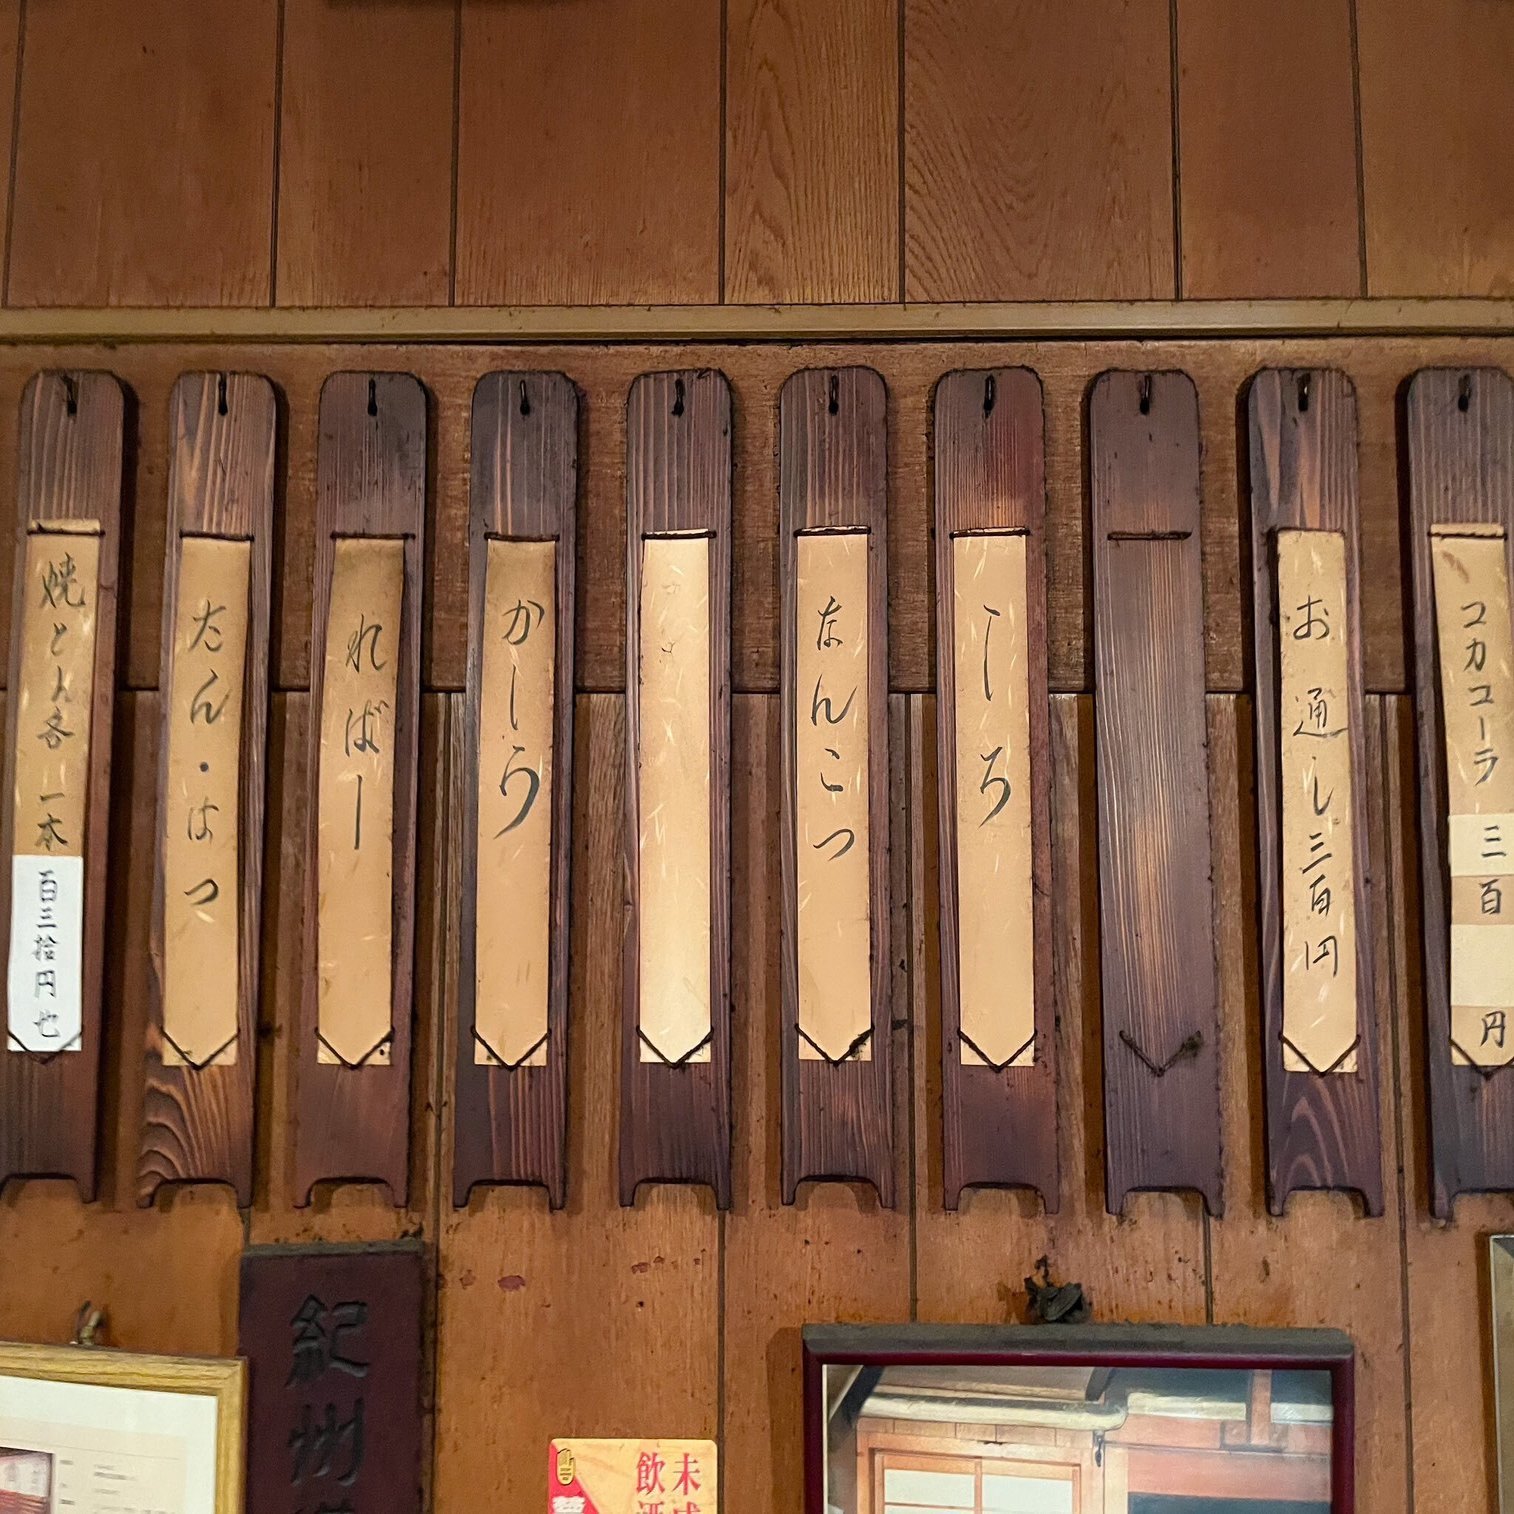 焼とん各一本
百三拾円也
たん・はつ
ればー
かしら
なんこつ
しろ
お通し三百円
コカコーラ
三百円
紀州
未成
飲酒